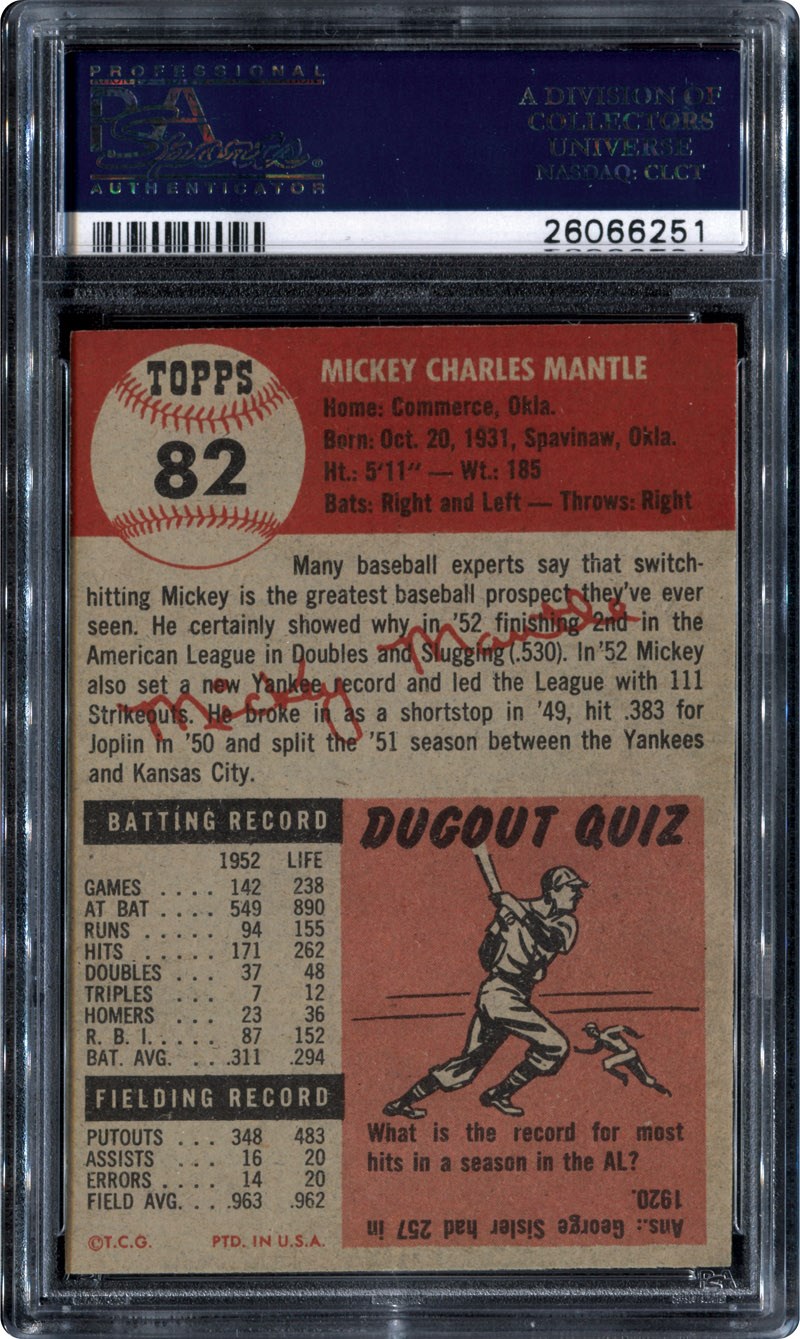 PROFESSIONAL
PSA
AUTHENTICATOR
A DIVISION OF
COLLECTORS
UNIVERSE
NASDAQ: CLCT
26066251
TOPPS
82
MICKEY CHARLES MANTLE
Home: Commerce, Okla.
Born: Oct. 20, 1931, Spavinaw, Okla.
Ht.: 5'11" — Wt.: 185
Bats: Right and Left — Throws: Right
Many baseball experts say that switch-
hitting Mickey is the greatest baseball prospect they've ever
seen. He certainly showed why in '52 finishing 2nd in the
American League in Doubles and Slugging (.530). In '52 Mickey
also set a new Yankee record and led the League with 111
Strikeouts. He broke in as a shortstop in '49, hit .383 for
Joplin in '50 and split the '51 season between the Yankees
and Kansas City.
Mickey Mantle
BATTING RECORD
1952 LIFE
GAMES .... 142 238
AT BAT .... 549 890
RUNS ..... 94 155
HITS ...... 171 262
DOUBLES ... 37 48
TRIPLES ... 7 12
HOMERS ... 23 36
R. B. I. .... 87 152
BAT. AVG. ... .311 .294
FIELDING RECORD
PUTOUTS ... 348 483
ASSISTS ... 16 20
ERRORS .... 14 20
FIELD AVG. ... .963 .962
©T.C.G. PTD. IN U.S.A.
DUGOUT QUIZ
What is the record for most
hits in a season in the AL?
Ans.: George Sisler had 257 in
1920.
PSA